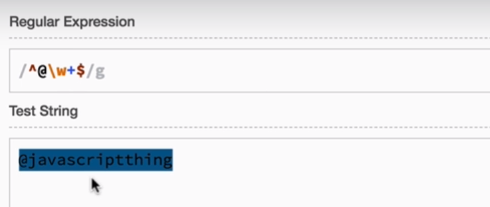 Regular Expression
/^@\w+$/g
Test String
@javascriptthing